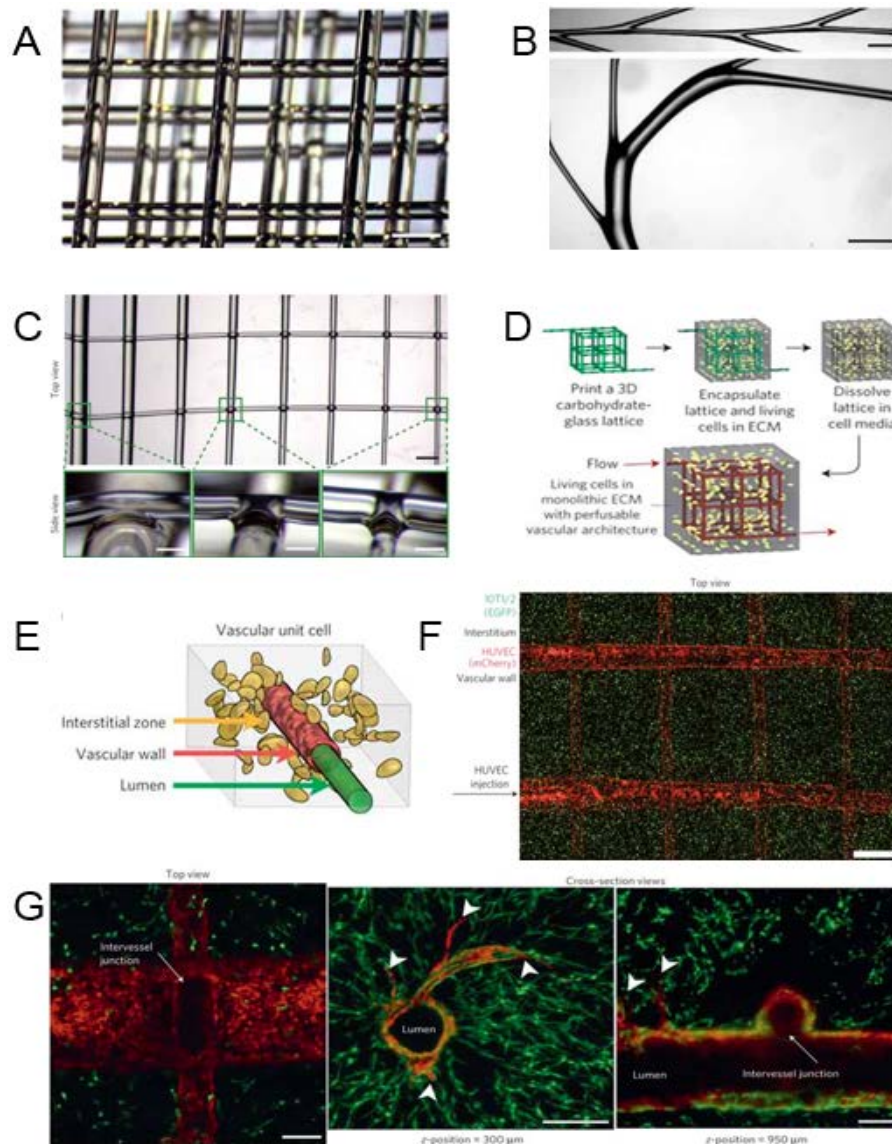 A
B
C
Top view
Side view
D
Print a 3D
carbohydrate-
glass lattice
Encapsulate
lattice and living
cells in ECM
Dissolve
lattice in
cell media
Flow
Living cells in
monolithic ECM
with perfusable
vascular architecture
E
Vascular unit cell
Interstitial zone
Vascular wall
Lumen
F
Top view
10T1/2
(EGFP)
Interstitium
HUVEC
(mCherry)
Vascular wall
HUVEC
injection
G
Top view
Intervessel
junction
Cross-section views
Lumen
z-position = 300 µm
Lumen
Intervessel
junction
z-position = 950 µm